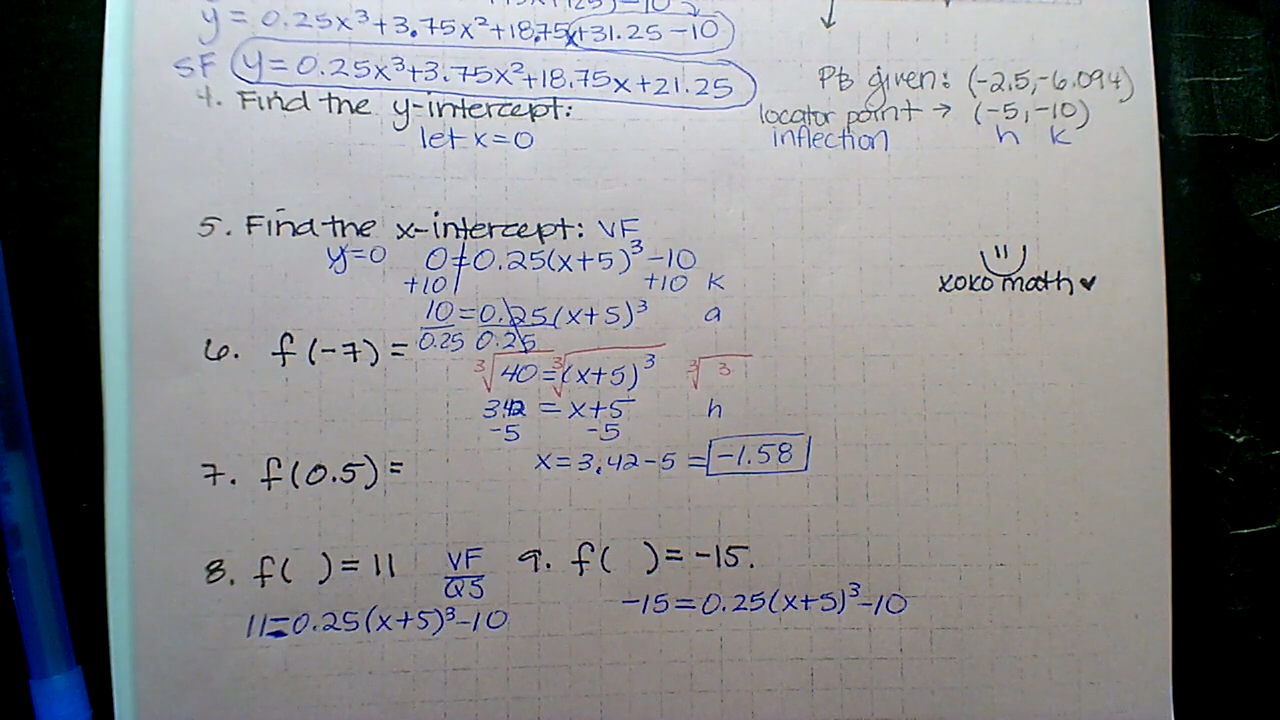 y = 0.25x³+3.75x²+18.75x+31.25-10
SF y=0.25x³+3.75x²+18.75x+21.25
4. Find the y-intercept:
let x=0
Pb given: (-2.5,-6.094)
locator point → (-5,-10)
inflection h k
5. Find the x-intercept: VF
y=0 0=0.25(x+5)³-10
+10 +10 k
10=0.25(x+5)³ a
0.25 0.25
xoxo math ♥
6. f(-7) =
∛40 = ∛(x+5)³ ∛ 3
3.42 = x+5 h
-5 -5
x=3.42-5 = -1.58
7. f(0.5) =
8. f( ) = 11 VF
Q5
11=0.25(x+5)³-10
9. f( ) = -15.
-15=0.25(x+5)³-10